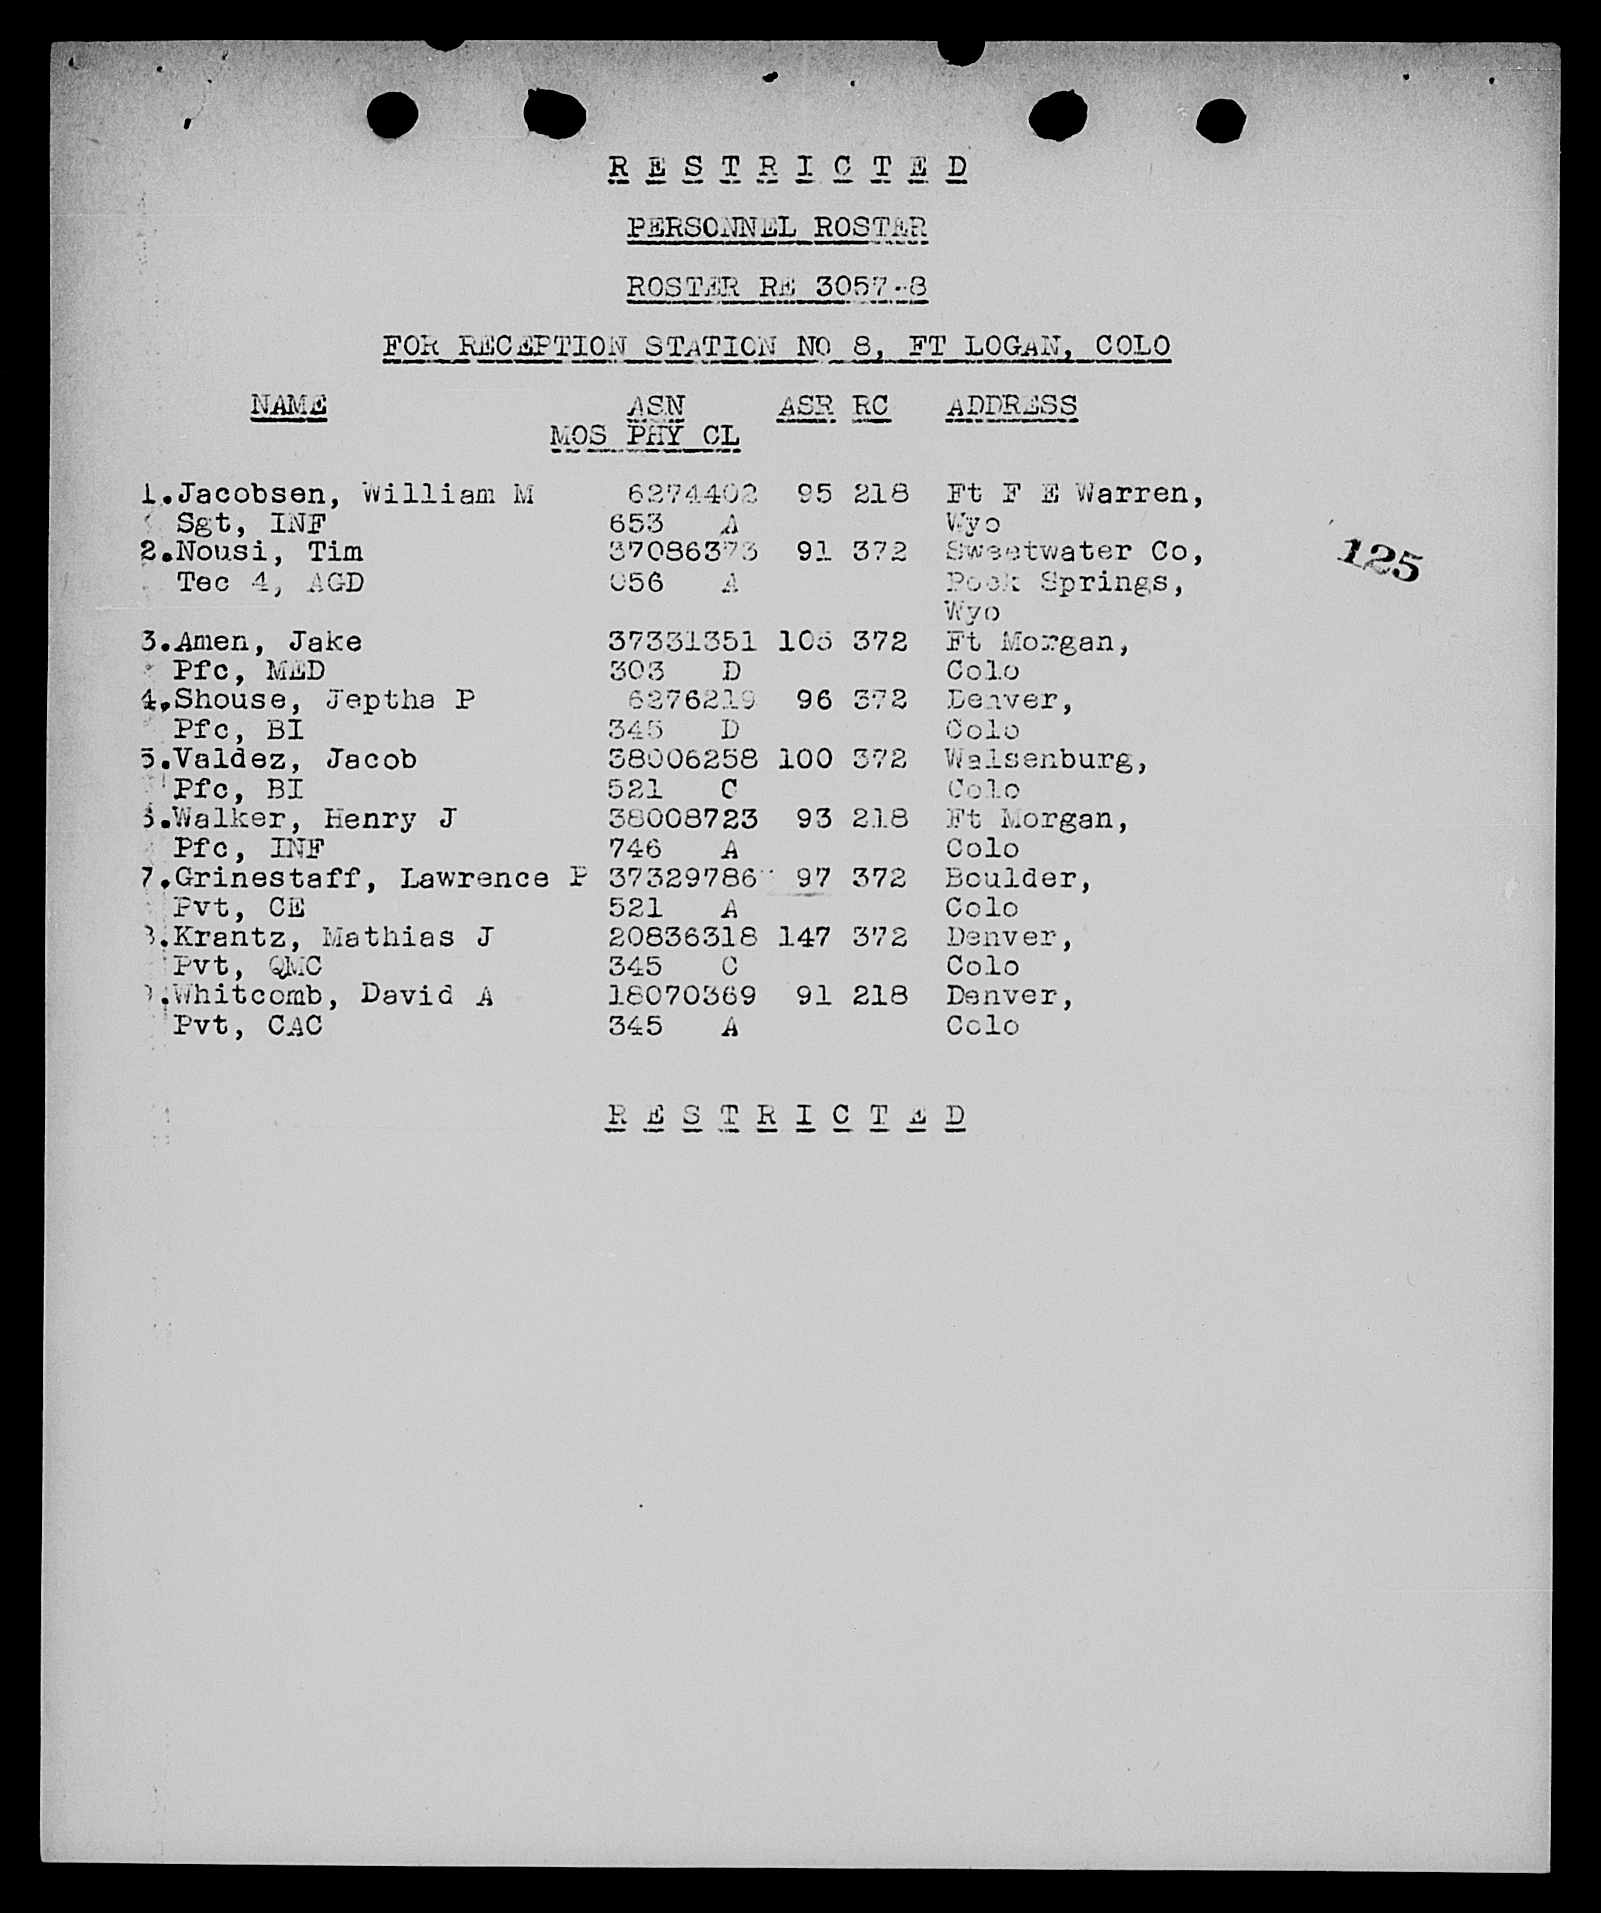 R E S T R I C T E D
PERSONNEL ROSTER
ROSTER RE 3057-8
FOR RECEPTION STATION NO 8, FT LOGAN, COLO
NAME ASN ASR RC ADDRESS
MOS PHY CL
1.Jacobsen, William M 6274402 95 218 Ft F E Warren,
Sgt, INF 653 A Wyo
2.Nousi, Tim 37086373 91 372 Sweetwater Co,
Tec 4, AGD 056 A Rock Springs,
Wyo
3.Amen, Jake 37331351 105 372 Ft Morgan,
Pfc, MED 303 D Colo
4.Shouse, Jeptha P 6276219 96 372 Denver,
Pfc, BI 345 D Colo
5.Valdez, Jacob 38006258 100 372 Walsenburg,
Pfc, BI 521 C Colo
6.Walker, Henry J 38008723 93 218 Ft Morgan,
Pfc, INF 746 A Colo
7.Grinestaff, Lawrence P 37329786 97 372 Boulder,
Pvt, CE 521 A Colo
8.Krantz, Mathias J 20836318 147 372 Denver,
Pvt, QMC 345 C Colo
9.Whitcomb, David A 18070369 91 218 Denver,
Pvt, CAC 345 A Colo
125
R E S T R I C T E D